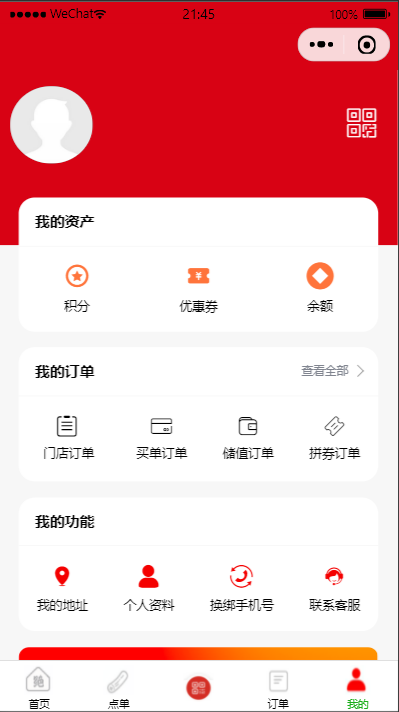 WeChat 21:45 100%
我的资产
积分 优惠券 余额
我的订单 查看全部
门店订单 买单订单 储值订单 拼券订单
我的功能
我的地址 个人资料 换绑手机号 联系客服
首页 点单 订单 我的